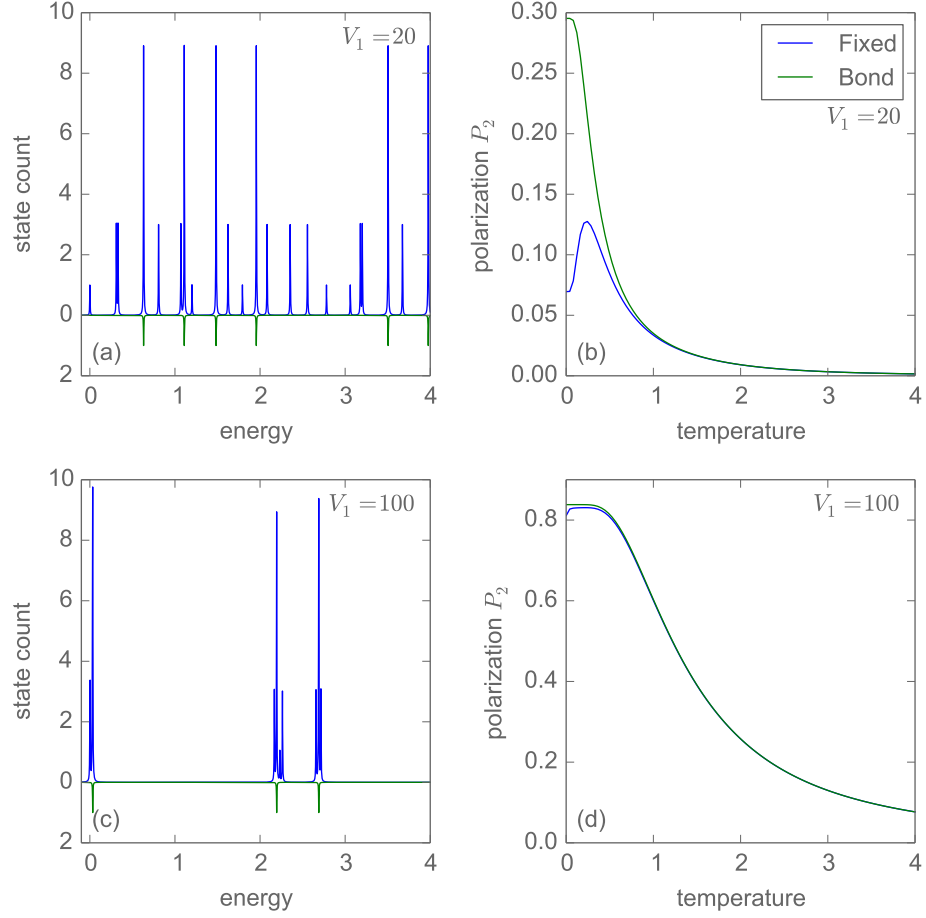 10
8
6
4
2
0
2
state count
V₁ =20
(a)
0 1 2 3 4
energy
0.30
0.25
0.20
0.15
0.10
0.05
0.00
polarization P₂
Fixed
Bond
V₁ =20
(b)
0 1 2 3 4
temperature
10
8
6
4
2
0
2
state count
V₁ =100
(c)
0 1 2 3 4
energy
0.8
0.6
0.4
0.2
0.0
polarization P₂
V₁ =100
(d)
0 1 2 3 4
temperature